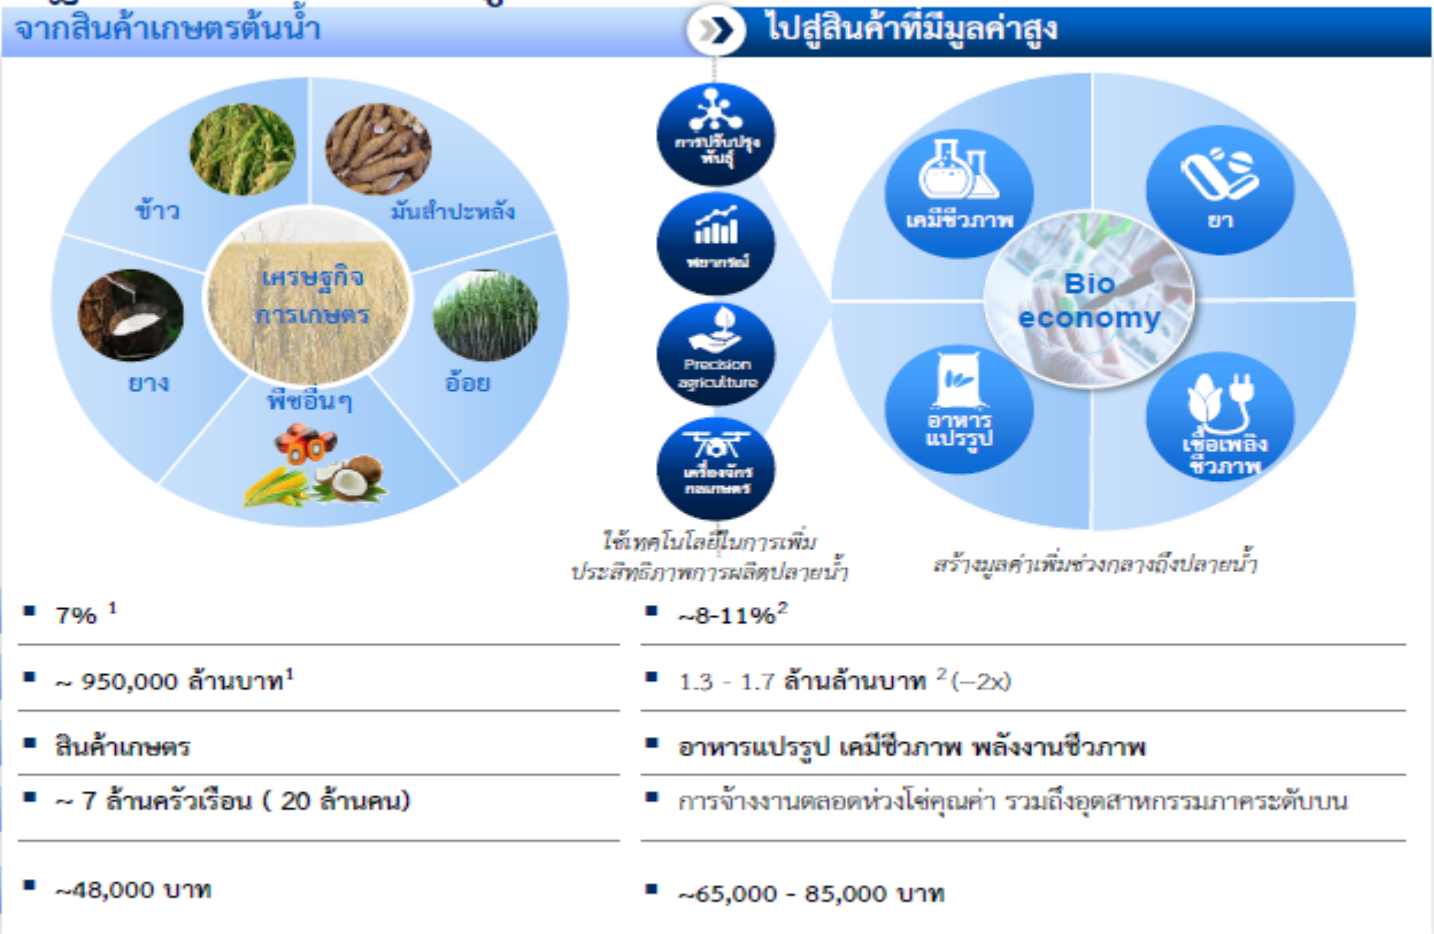 จากสินค้าเกษตรต้นน้ำ
ไปสู่สินค้าที่มีมูลค่าสูง
ข้าว
มันสำปะหลัง
ยาง
อ้อย
พืชอื่นๆ
เศรษฐกิจ
การเกษตร
การปรับปรุง
พันธุ์
พยากรณ์
Precision
agriculture
เครื่องจักร
กลเกษตร
ใช้เทคโนโลยีในการเพิ่ม
ประสิทธิภาพการผลิตปลายน้ำ
เคมีชีวภาพ
ยา
Bio
economy
อาหาร
แปรรูป
เชื้อเพลิง
ชีวภาพ
สร้างมูลค่าเพิ่มช่วงกลางถึงปลายน้ำ
▪ 7% 1
▪ ~8-11%2
▪ ~ 950,000 ล้านบาท1
▪ 1.3 - 1.7 ล้านล้านบาท 2 (~2x)
▪ สินค้าเกษตร
▪ อาหารแปรรูป เคมีชีวภาพ พลังงานชีวภาพ
▪ ~ 7 ล้านครัวเรือน ( 20 ล้านคน)
▪ การจ้างงานตลอดห่วงโซ่คุณค่า รวมถึงอุตสาหกรรมภาคระดับบน
▪ ~48,000 บาท
▪ ~65,000 - 85,000 บาท